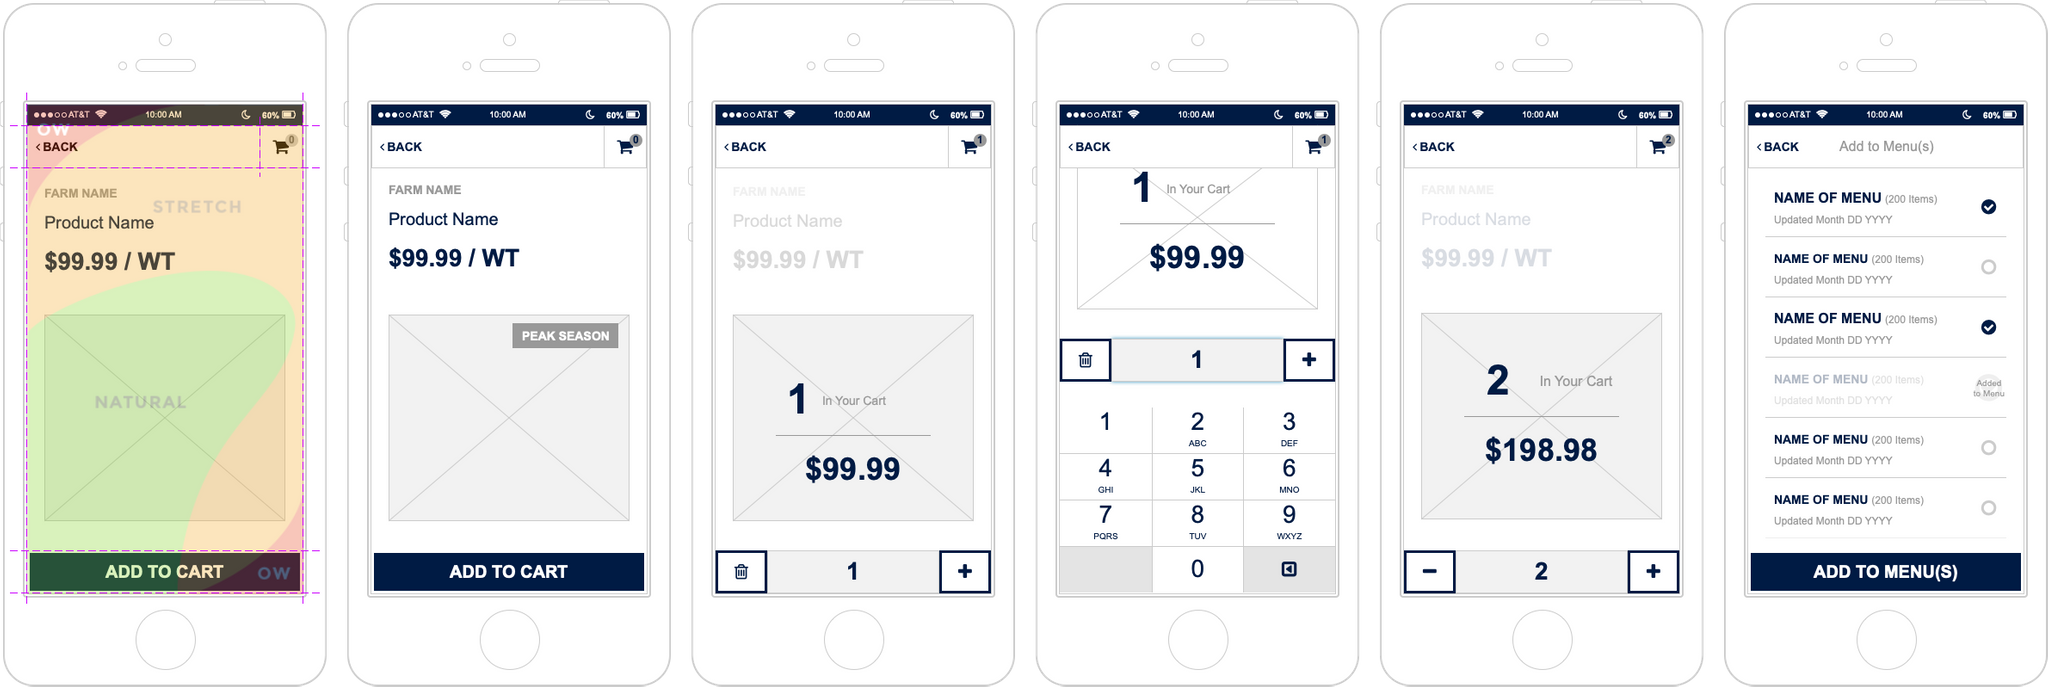 AT&T 10:00 AM 60%
OW
BACK 0
FARM NAME
STRETCH
Product Name
$99.99 / WT
NATURAL
ADD TO CART OW
AT&T 10:00 AM 60%
BACK 0
FARM NAME
Product Name
$99.99 / WT
PEAK SEASON
ADD TO CART
AT&T 10:00 AM 60%
BACK 1
FARM NAME
Product Name
$99.99 / WT
1 In Your Cart
$99.99
1 +
AT&T 10:00 AM 60%
BACK 1
1 In Your Cart
$99.99
1 +
1 2 3
ABC DEF
4 5 6
GHI JKL MNO
7 8 9
PQRS TUV WXYZ
0
AT&T 10:00 AM 60%
BACK 2
FARM NAME
Product Name
$99.99 / WT
2 In Your Cart
$198.98
- 2 +
AT&T 10:00 AM 60%
BACK Add to Menu(s)
NAME OF MENU (200 Items)
Updated Month DD YYYY
NAME OF MENU (200 Items)
Updated Month DD YYYY
NAME OF MENU (200 Items)
Updated Month DD YYYY
NAME OF MENU (200 Items)
Updated Month DD YYYY
Added
to Menu
NAME OF MENU (200 Items)
Updated Month DD YYYY
NAME OF MENU (200 Items)
Updated Month DD YYYY
ADD TO MENU(S)